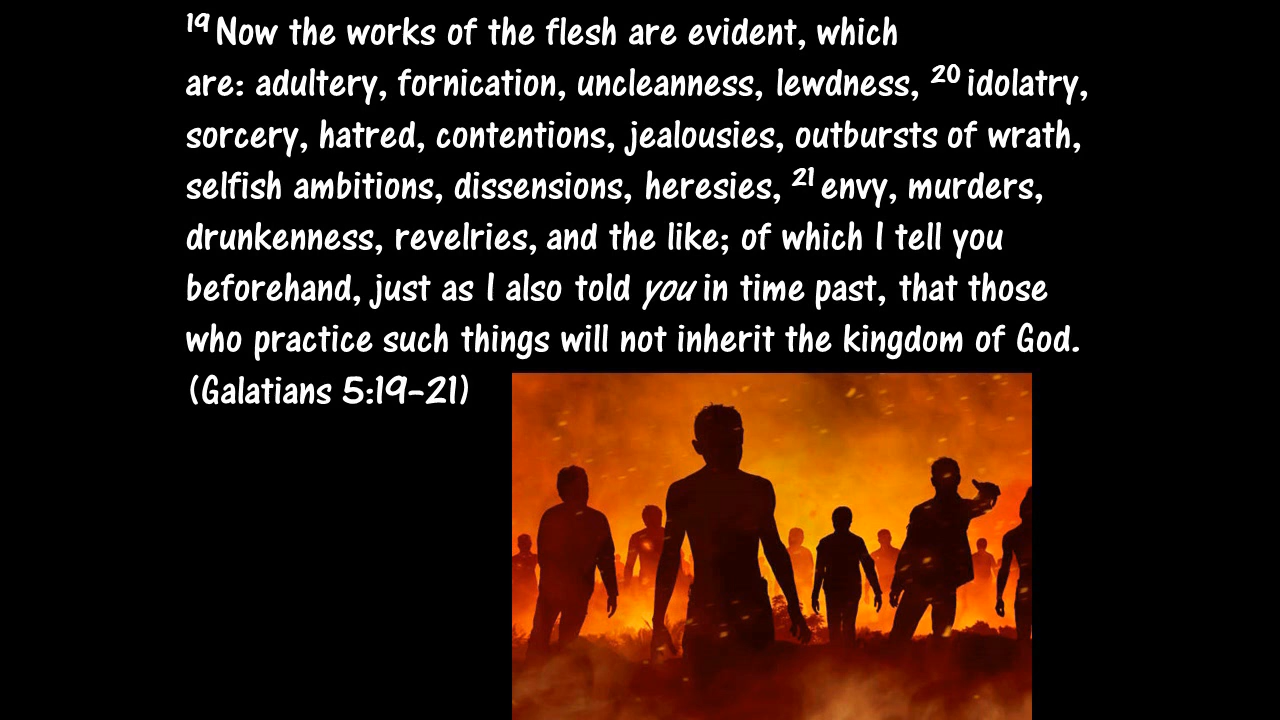 19 Now the works of the flesh are evident, which
are: adultery, fornication, uncleanness, lewdness, 20 idolatry,
sorcery, hatred, contentions, jealousies, outbursts of wrath,
selfish ambitions, dissensions, heresies, 21 envy, murders,
drunkenness, revelries, and the like; of which I tell you
beforehand, just as I also told you in time past, that those
who practice such things will not inherit the kingdom of God.
(Galatians 5:19-21)